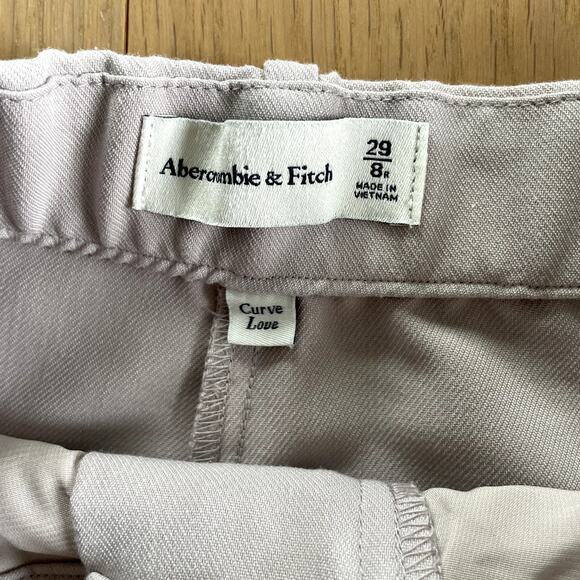 Abercrombie & Fitch
29
8R
MADE IN
VIETNAM
Curve
Love